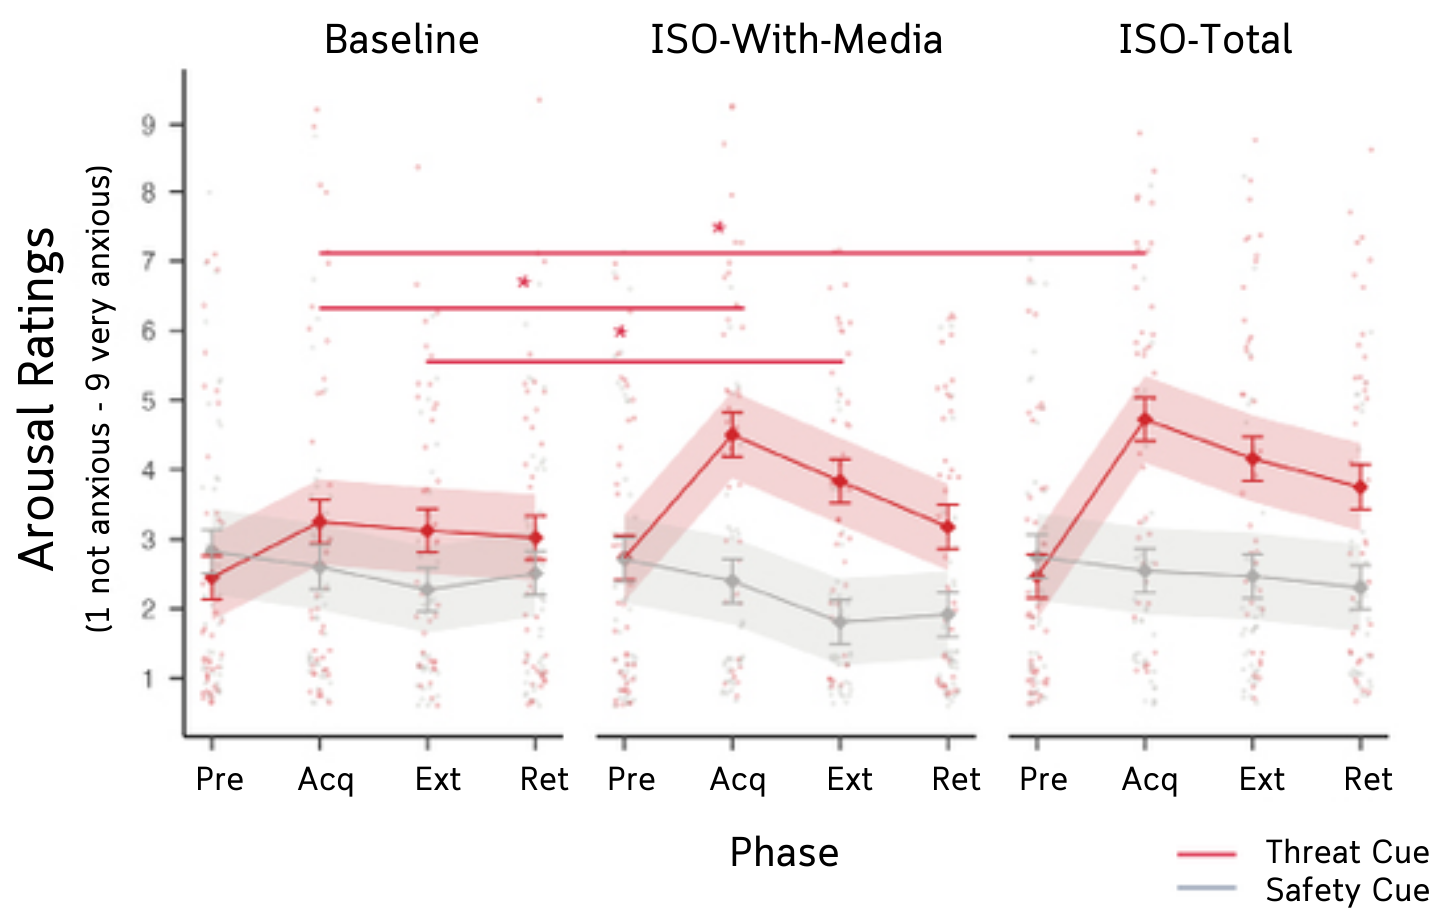 Baseline ISO-With-Media ISO-Total
Arousal Ratings
(1 not anxious - 9 very anxious)
9
8
7
6
5
4
3
2
1
*
*
*
Pre Acq Ext Ret Pre Acq Ext Ret Pre Acq Ext Ret
Phase
Threat Cue
Safety Cue